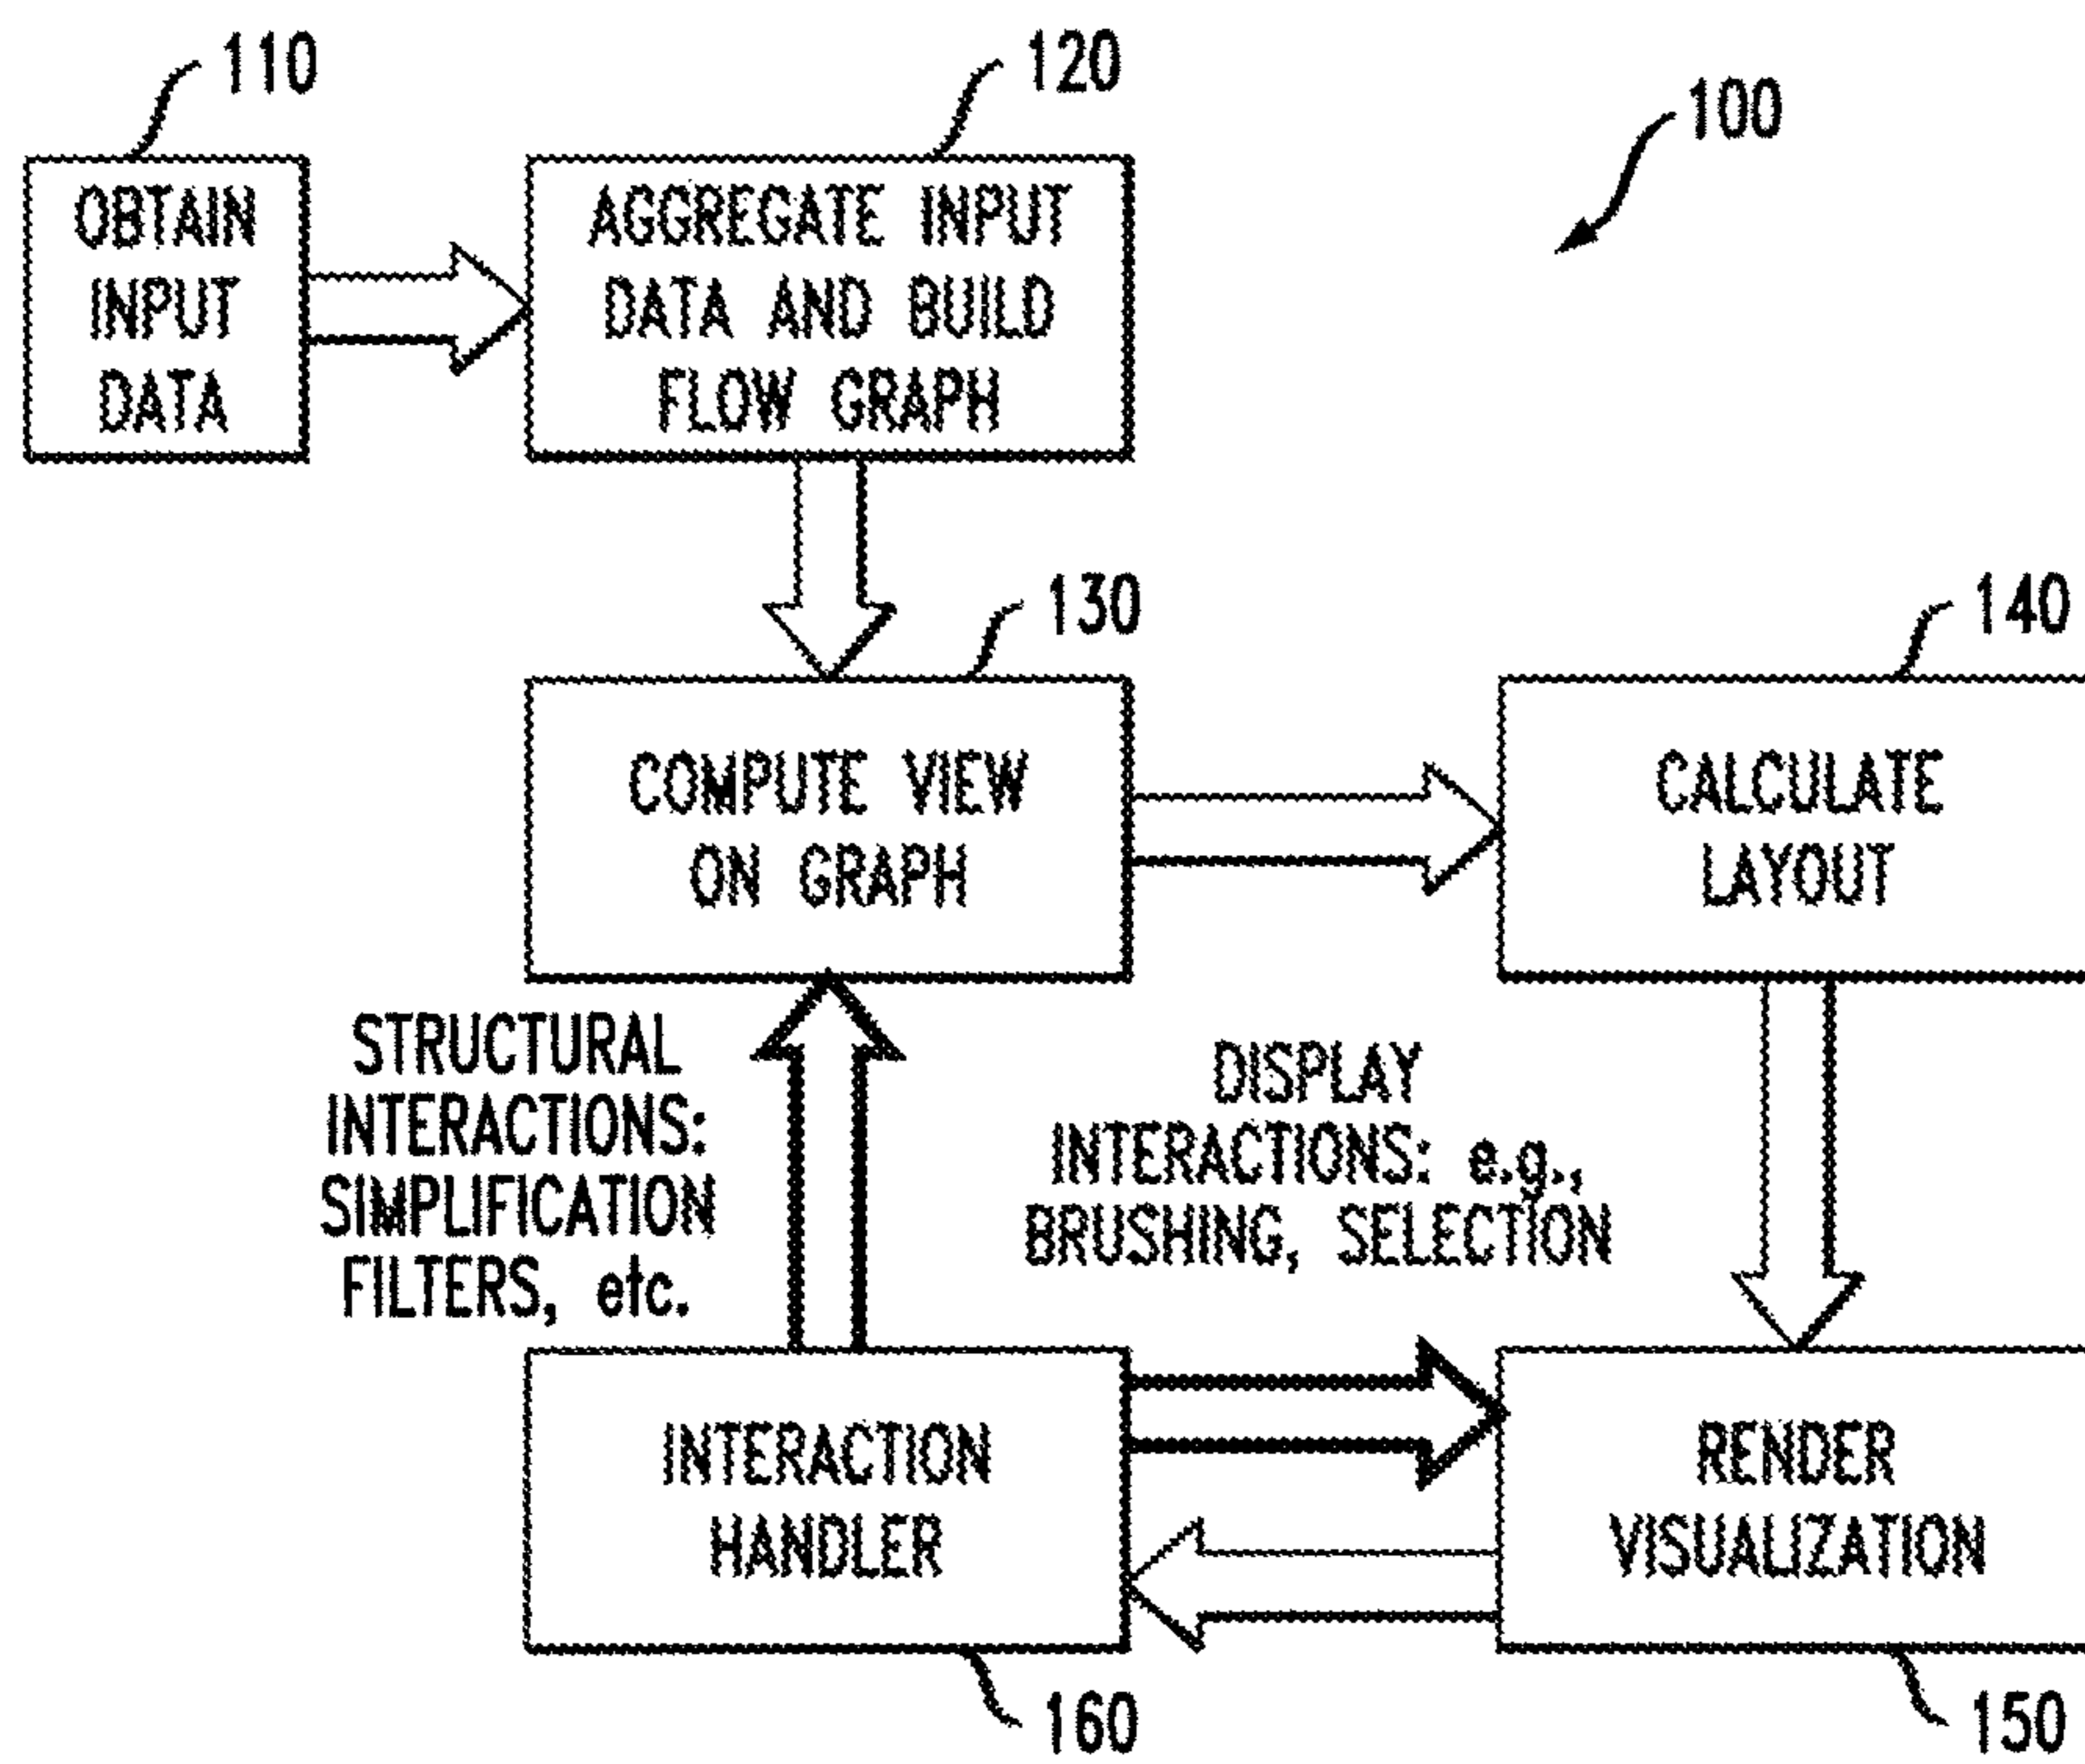 110
120
100
OBTAIN
INPUT
DATA
AGGREGATE INPUT
DATA AND BUILD
FLOW GRAPH
130
140
COMPUTE VIEW
ON GRAPH
CALCULATE
LAYOUT
STRUCTURAL
INTERACTIONS:
SIMPLIFICATION
FILTERS, etc.
DISPLAY
INTERACTIONS: e.g.,
BRUSHING, SELECTION
INTERACTION
HANDLER
RENDER
VISUALIZATION
160
150